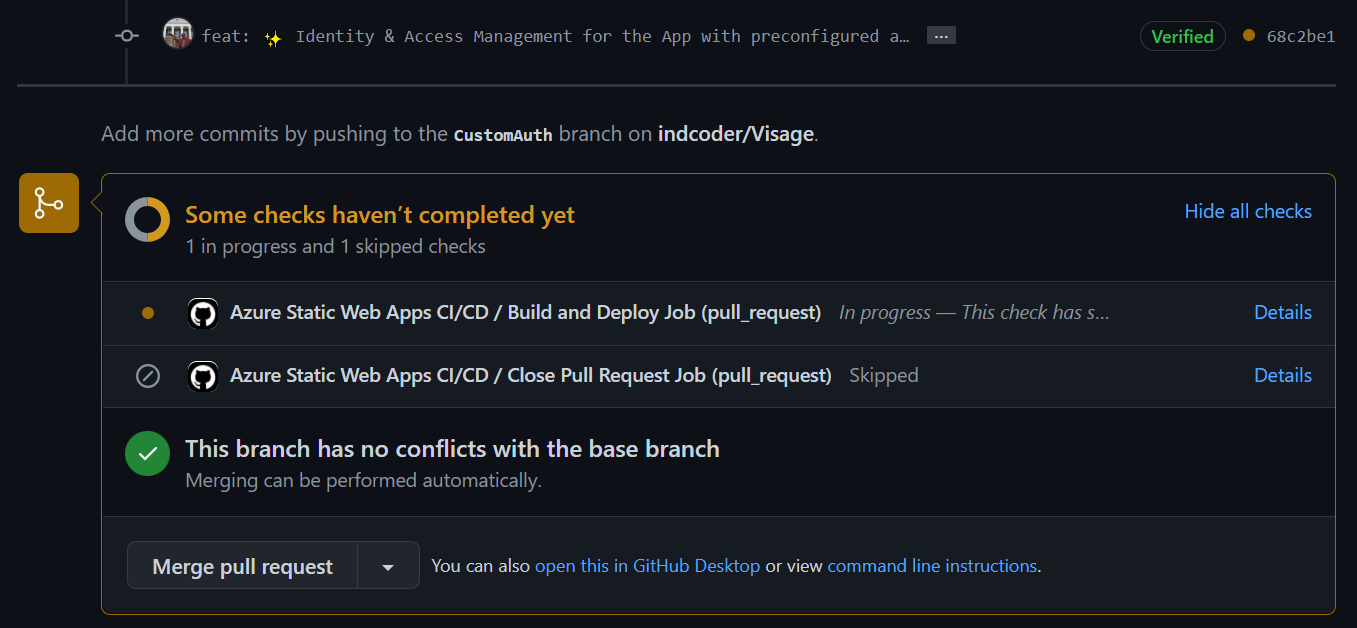 feat: ✨ Identity & Access Management for the App with preconfigured a… ... Verified 68c2be1
Add more commits by pushing to the CustomAuth branch on indcoder/Visage.
Some checks haven’t completed yet Hide all checks
1 in progress and 1 skipped checks
Azure Static Web Apps CI/CD / Build and Deploy Job (pull_request) In progress — This check has s… Details
Azure Static Web Apps CI/CD / Close Pull Request Job (pull_request) Skipped Details
This branch has no conflicts with the base branch
Merging can be performed automatically.
Merge pull request You can also open this in GitHub Desktop or view command line instructions.